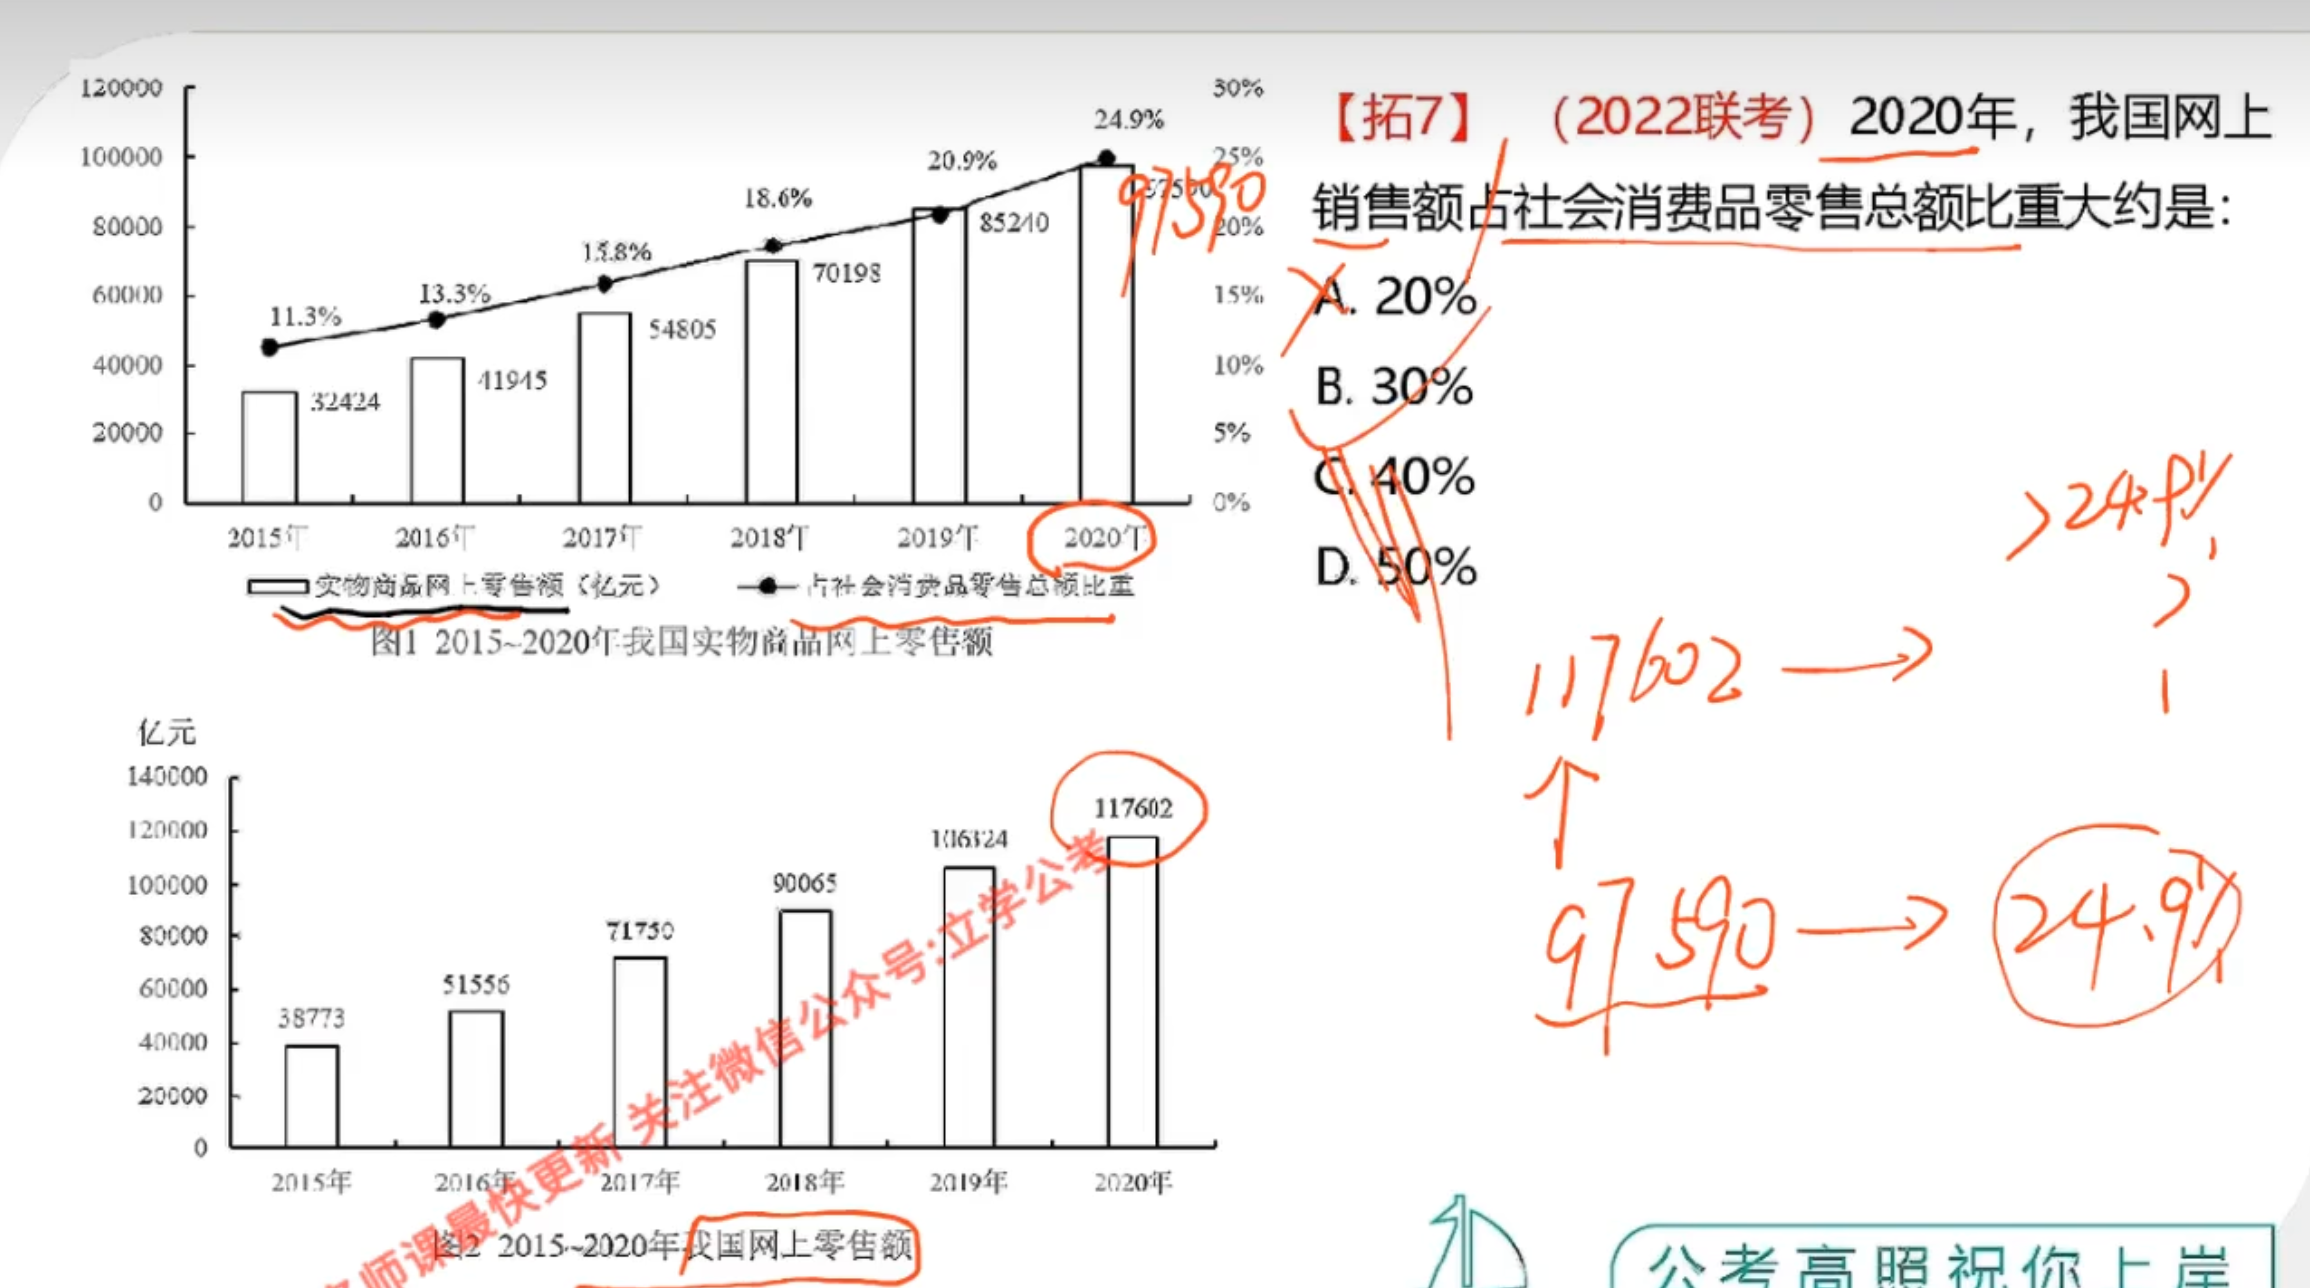 120000
100000
80000
60000
40000
20000
0
30%
25%
20%
15%
10%
5%
0%
11.3%
13.3%
15.8%
18.6%
20.9%
24.9%
32424
41945
54805
70198
85240
97590
2015年
2016年
2017年
2018年
2019年
2020年
实物商品网上零售额（亿元）
占社会消费品零售总额比重
图1 2015~2020年我国实物商品网上零售额
亿元
140000
120000
100000
80000
60000
40000
20000
0
38773
51556
71750
90065
106324
117602
2015年
2016年
2017年
2018年
2019年
2020年
图2 2015~2020年我国网上零售额
师课最快更新 关注微信公众号:立学公考
【拓7】（2022联考）2020年，我国网上
销售额占社会消费品零售总额比重大约是：
A. 20%
B. 30%
C. 40%
D. 50%
>24.9%
117602
97590
24.9%
公考高照祝你上岸